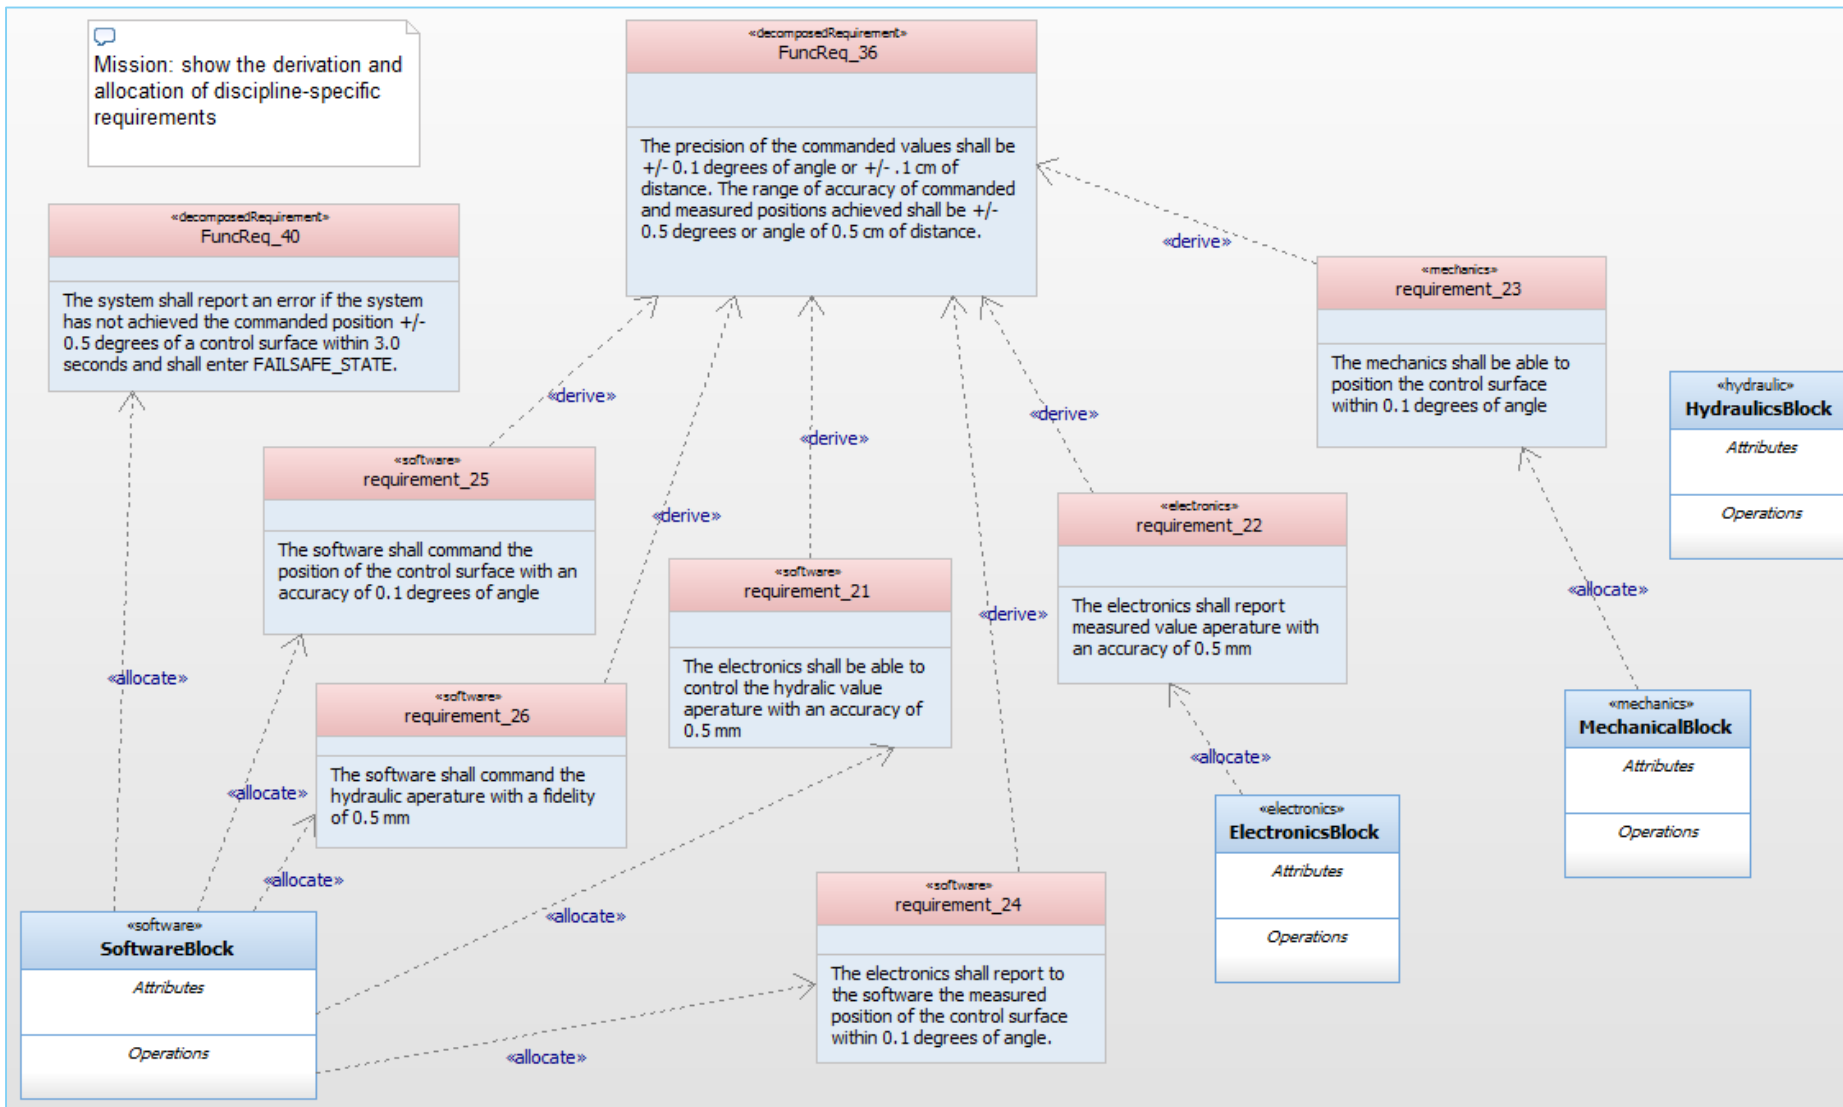 Mission: show the derivation and
allocation of discipline-specific
requirements
«decomposedRequirement»
FuncReq_36
The precision of the commanded values shall be
+/- 0.1 degrees of angle or +/- .1 cm of
distance. The range of accuracy of commanded
and measured positions achieved shall be +/-
0.5 degrees or angle of 0.5 cm of distance.
«decomposedRequirement»
FuncReq_40
The system shall report an error if the system
has not achieved the commanded position +/-
0.5 degrees of a control surface within 3.0
seconds and shall enter FAILSAFE_STATE.
«derive»
«mechanics»
requirement_23
The mechanics shall be able to
position the control surface
within 0.1 degrees of angle
«hydraulic»
HydraulicsBlock
Attributes
Operations
«derive»
«derive»
«derive»
«derive»
«derive»
«software»
requirement_25
The software shall command the
position of the control surface with an
accuracy of 0.1 degrees of angle
«software»
requirement_21
The electronics shall be able to
control the hydralic value
aperature with an accuracy of
0.5 mm
«electronics»
requirement_22
The electronics shall report
measured value aperature with
an accuracy of 0.5 mm
«allocate»
«allocate»
«software»
requirement_26
The software shall command the
hydraulic aperature with a fidelity
of 0.5 mm
«mechanics»
MechanicalBlock
Attributes
Operations
«allocate»
«allocate»
«allocate»
«electronics»
ElectronicsBlock
Attributes
Operations
«allocate»
«software»
requirement_24
The electronics shall report to
the software the measured
position of the control surface
within 0.1 degrees of angle.
«software»
SoftwareBlock
Attributes
Operations
«allocate»